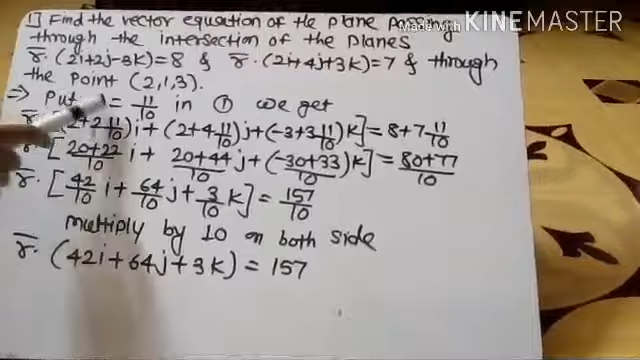 1) Find the vector equation of the plane passing
through the intersection of the planes
r̅. (2i+2j-3k)=8 & r̅. (2i+4j+3k)=7 & through
the point (2,1,3).
⇒ Put = 11/10 in ① we get
r̅. (2+2 11/10)i + (2+4 11/10)j + (-3+3 11/10)k] = 8+7 11/10
r̅. [20+22/10 i + 20+44/10 j + (-30+33)/10 k] = 80+77/10
r̅. [42/10 i + 64/10 j + 3/10 k] = 157/10
multiply by 10 on both side
r̅. (42i+64j+3k) = 157
Made with KINEMASTER